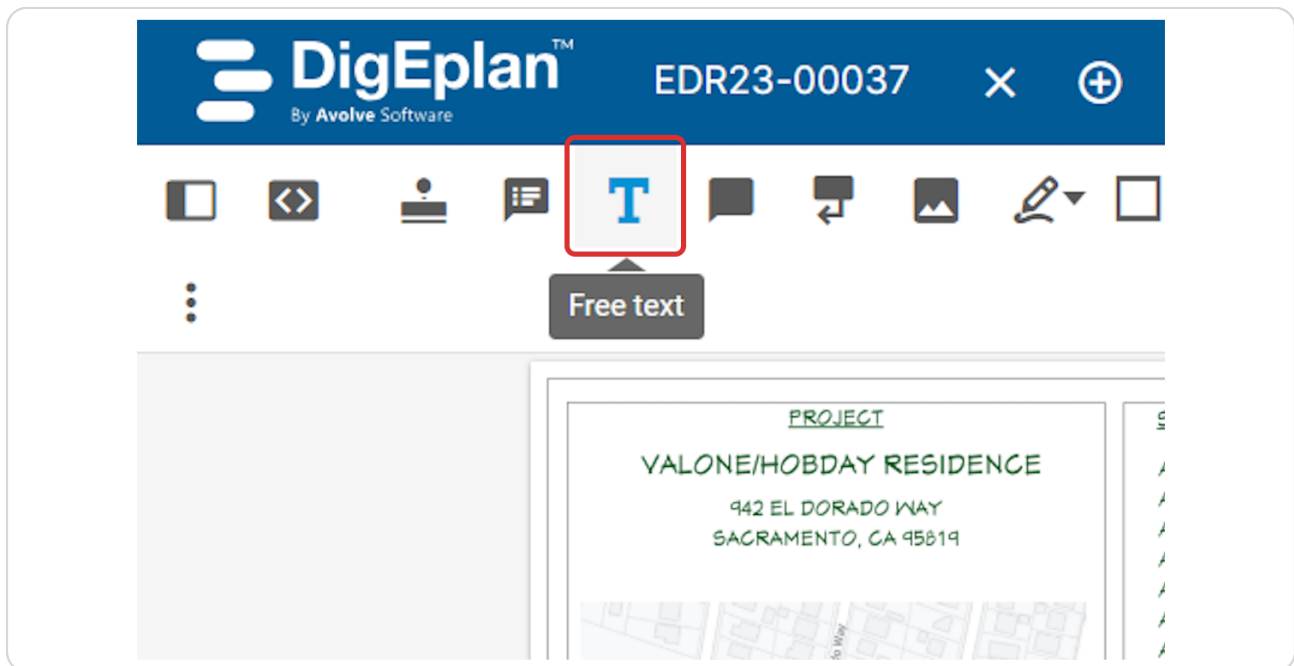 DigEplan™
By Avolve Software
EDR23-00037
T
Free text
PROJECT
VALONE/HOBDAY RESIDENCE
942 EL DORADO WAY
SACRAMENTO, CA 95819